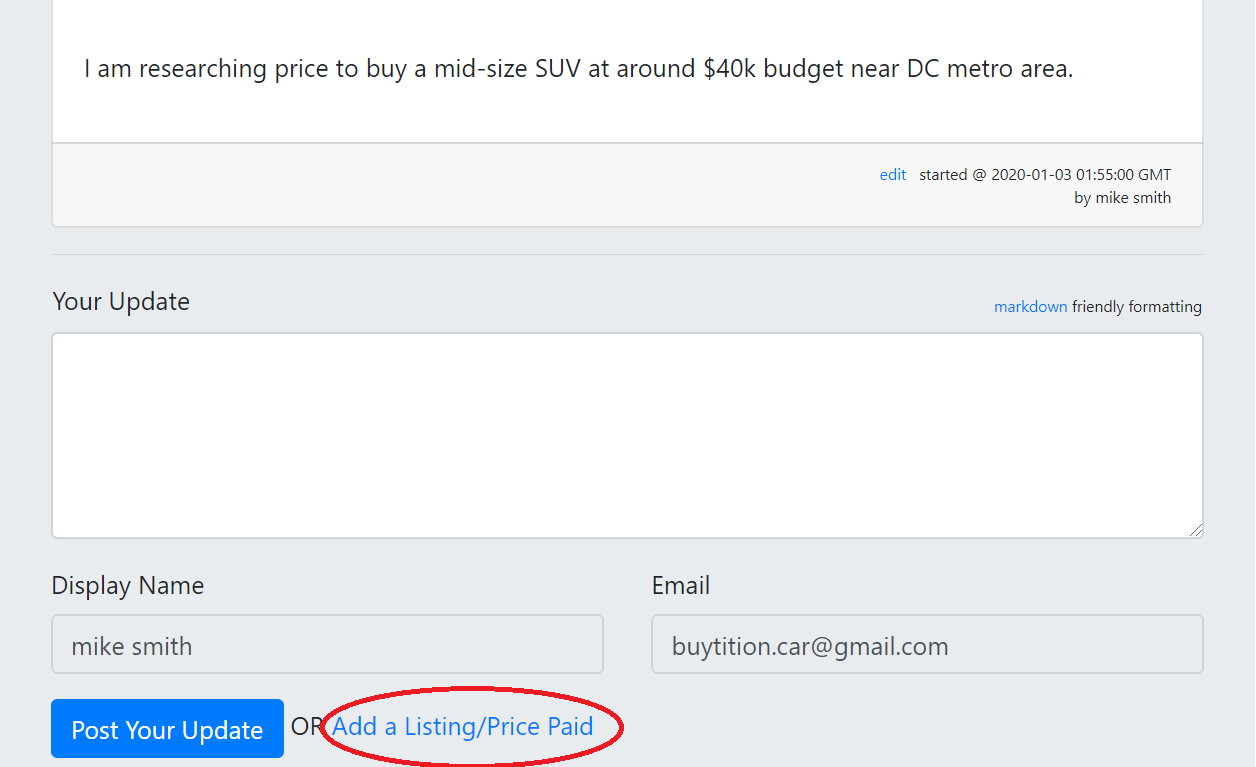 I am researching price to buy a mid-size SUV at around $40k budget near DC metro area.
edit started @ 2020-01-03 01:55:00 GMT
by mike smith
Your Update
markdown friendly formatting
Display Name
Email
mike smith
buytition.car@gmail.com
Post Your Update OR Add a Listing/Price Paid